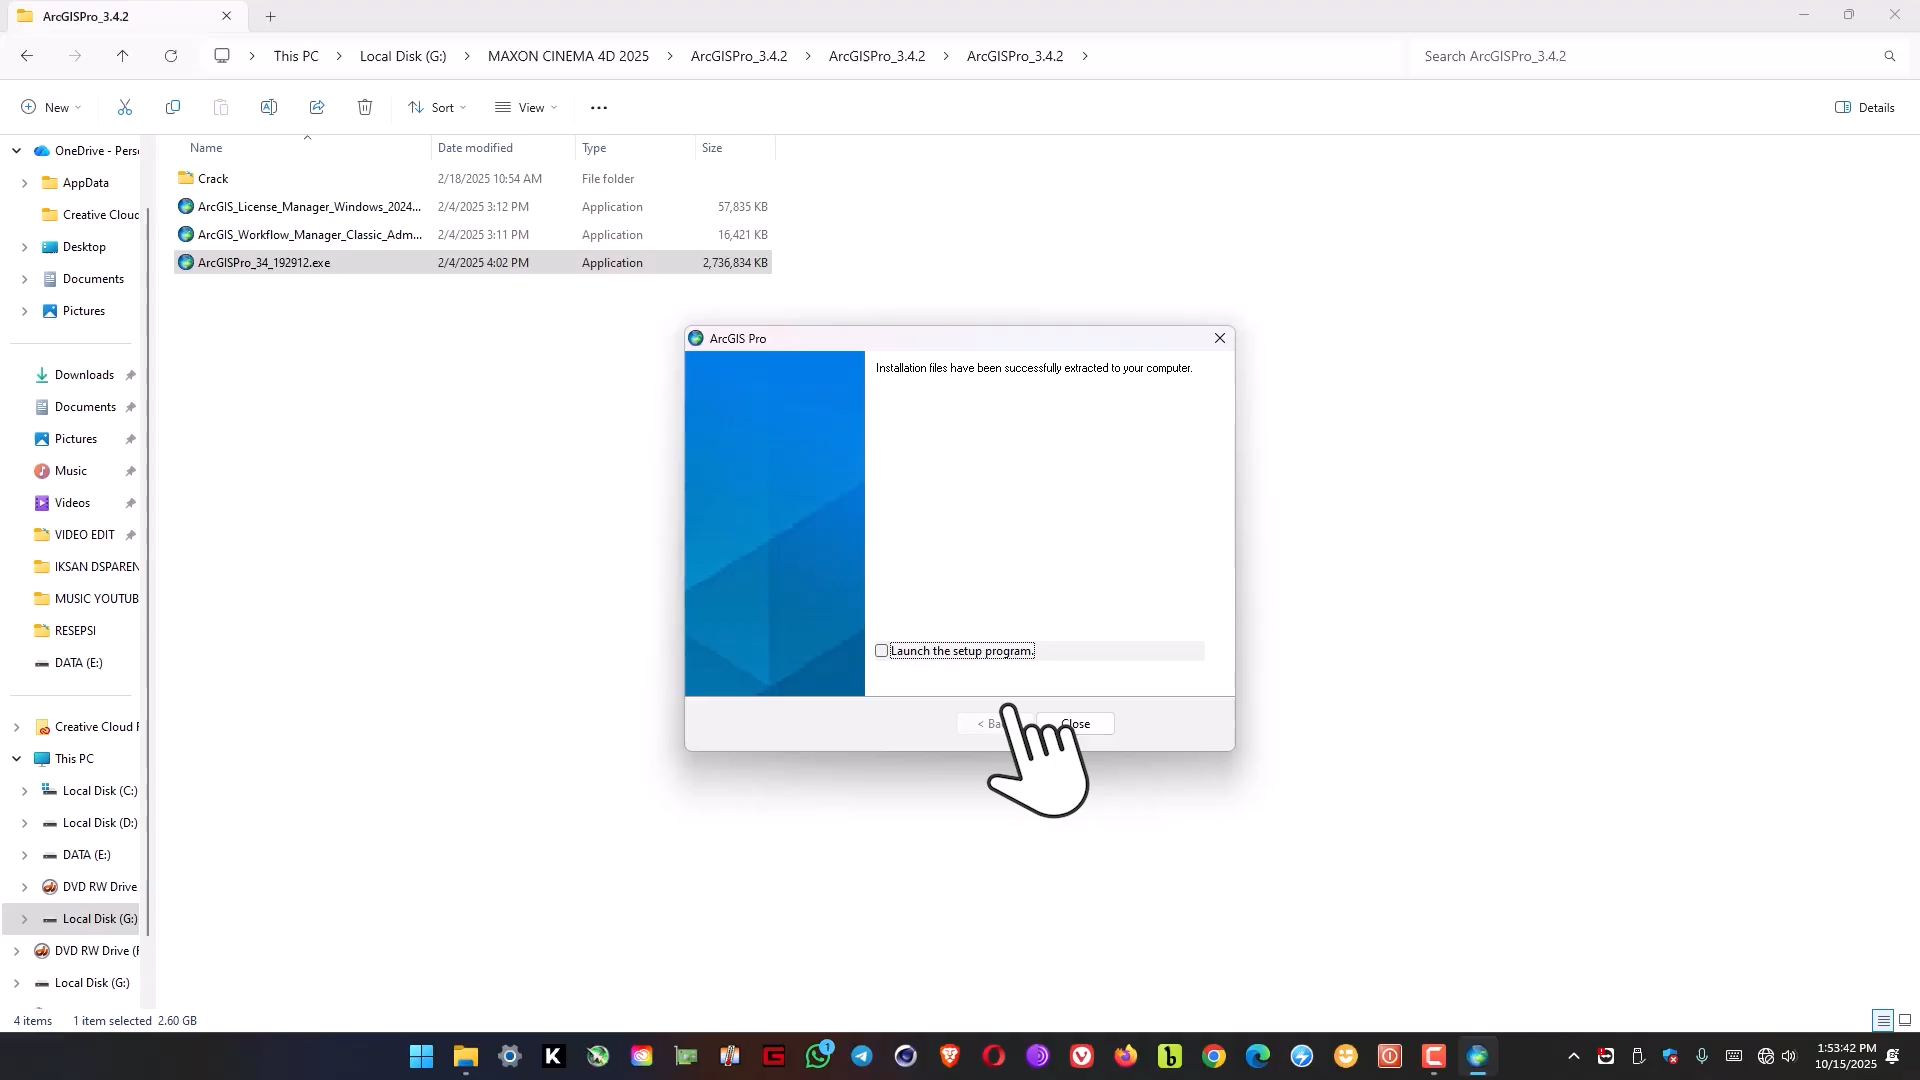 ArcGISPro_3.4.2
This PC > Local Disk (G:) > MAXON CINEMA 4D 2025 > ArcGISPro_3.4.2 > ArcGISPro_3.4.2 > ArcGISPro_3.4.2 >
Search ArcGISPro_3.4.2
New
Sort
View
Details
Name
Date modified
Type
Size
Crack 2/18/2025 10:54 AM File folder
ArcGIS_License_Manager_Windows_2024... 2/4/2025 3:12 PM Application 57,835 KB
ArcGIS_Workflow_Manager_Classic_Adm... 2/4/2025 3:11 PM Application 16,421 KB
ArcGISPro_34_192912.exe 2/4/2025 4:02 PM Application 2,736,834 KB
OneDrive - Pers
AppData
Creative Cloud
Desktop
Documents
Pictures
Downloads
Documents
Pictures
Music
Videos
VIDEO EDIT
IKSAN DSPAREN
MUSIC YOUTUB
RESEPSI
DATA (E:)
Creative Cloud F
This PC
Local Disk (C:)
Local Disk (D:)
DATA (E:)
DVD RW Drive
Local Disk (G:)
DVD RW Drive (F
Local Disk (G:)
ArcGIS Pro
Installation files have been successfully extracted to your computer.
Launch the setup program.
< Ba
Close
4 items
1 item selected 2.60 GB
1
1:53:42 PM
10/15/2025